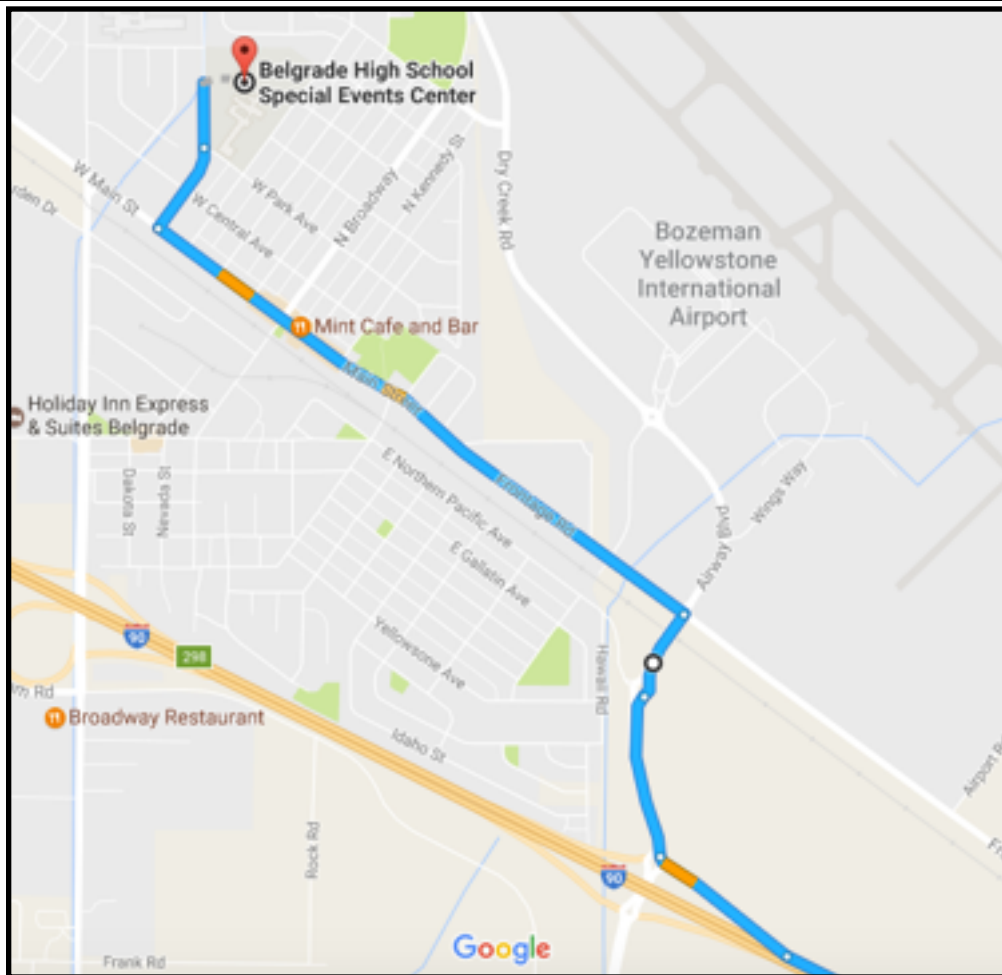 Belgrade High School
Special Events Center
W Main St
W Central Ave
W Park Ave
N Broadway
N Kennedy St
Dry Creek Rd
Bozeman
Yellowstone
International
Airport
Mint Cafe and Bar
Main St
Holiday Inn Express
& Suites Belgrade
Dakota St
Nevada St
E Northern Pacific Ave
Frontage Rd
E Gallatin Ave
Wings Way
Airway Blvd
Yellowstone Ave
Hawaii Rd
90
298
Broadway Restaurant
Idaho St
Rock Rd
90
Google
Frank Rd